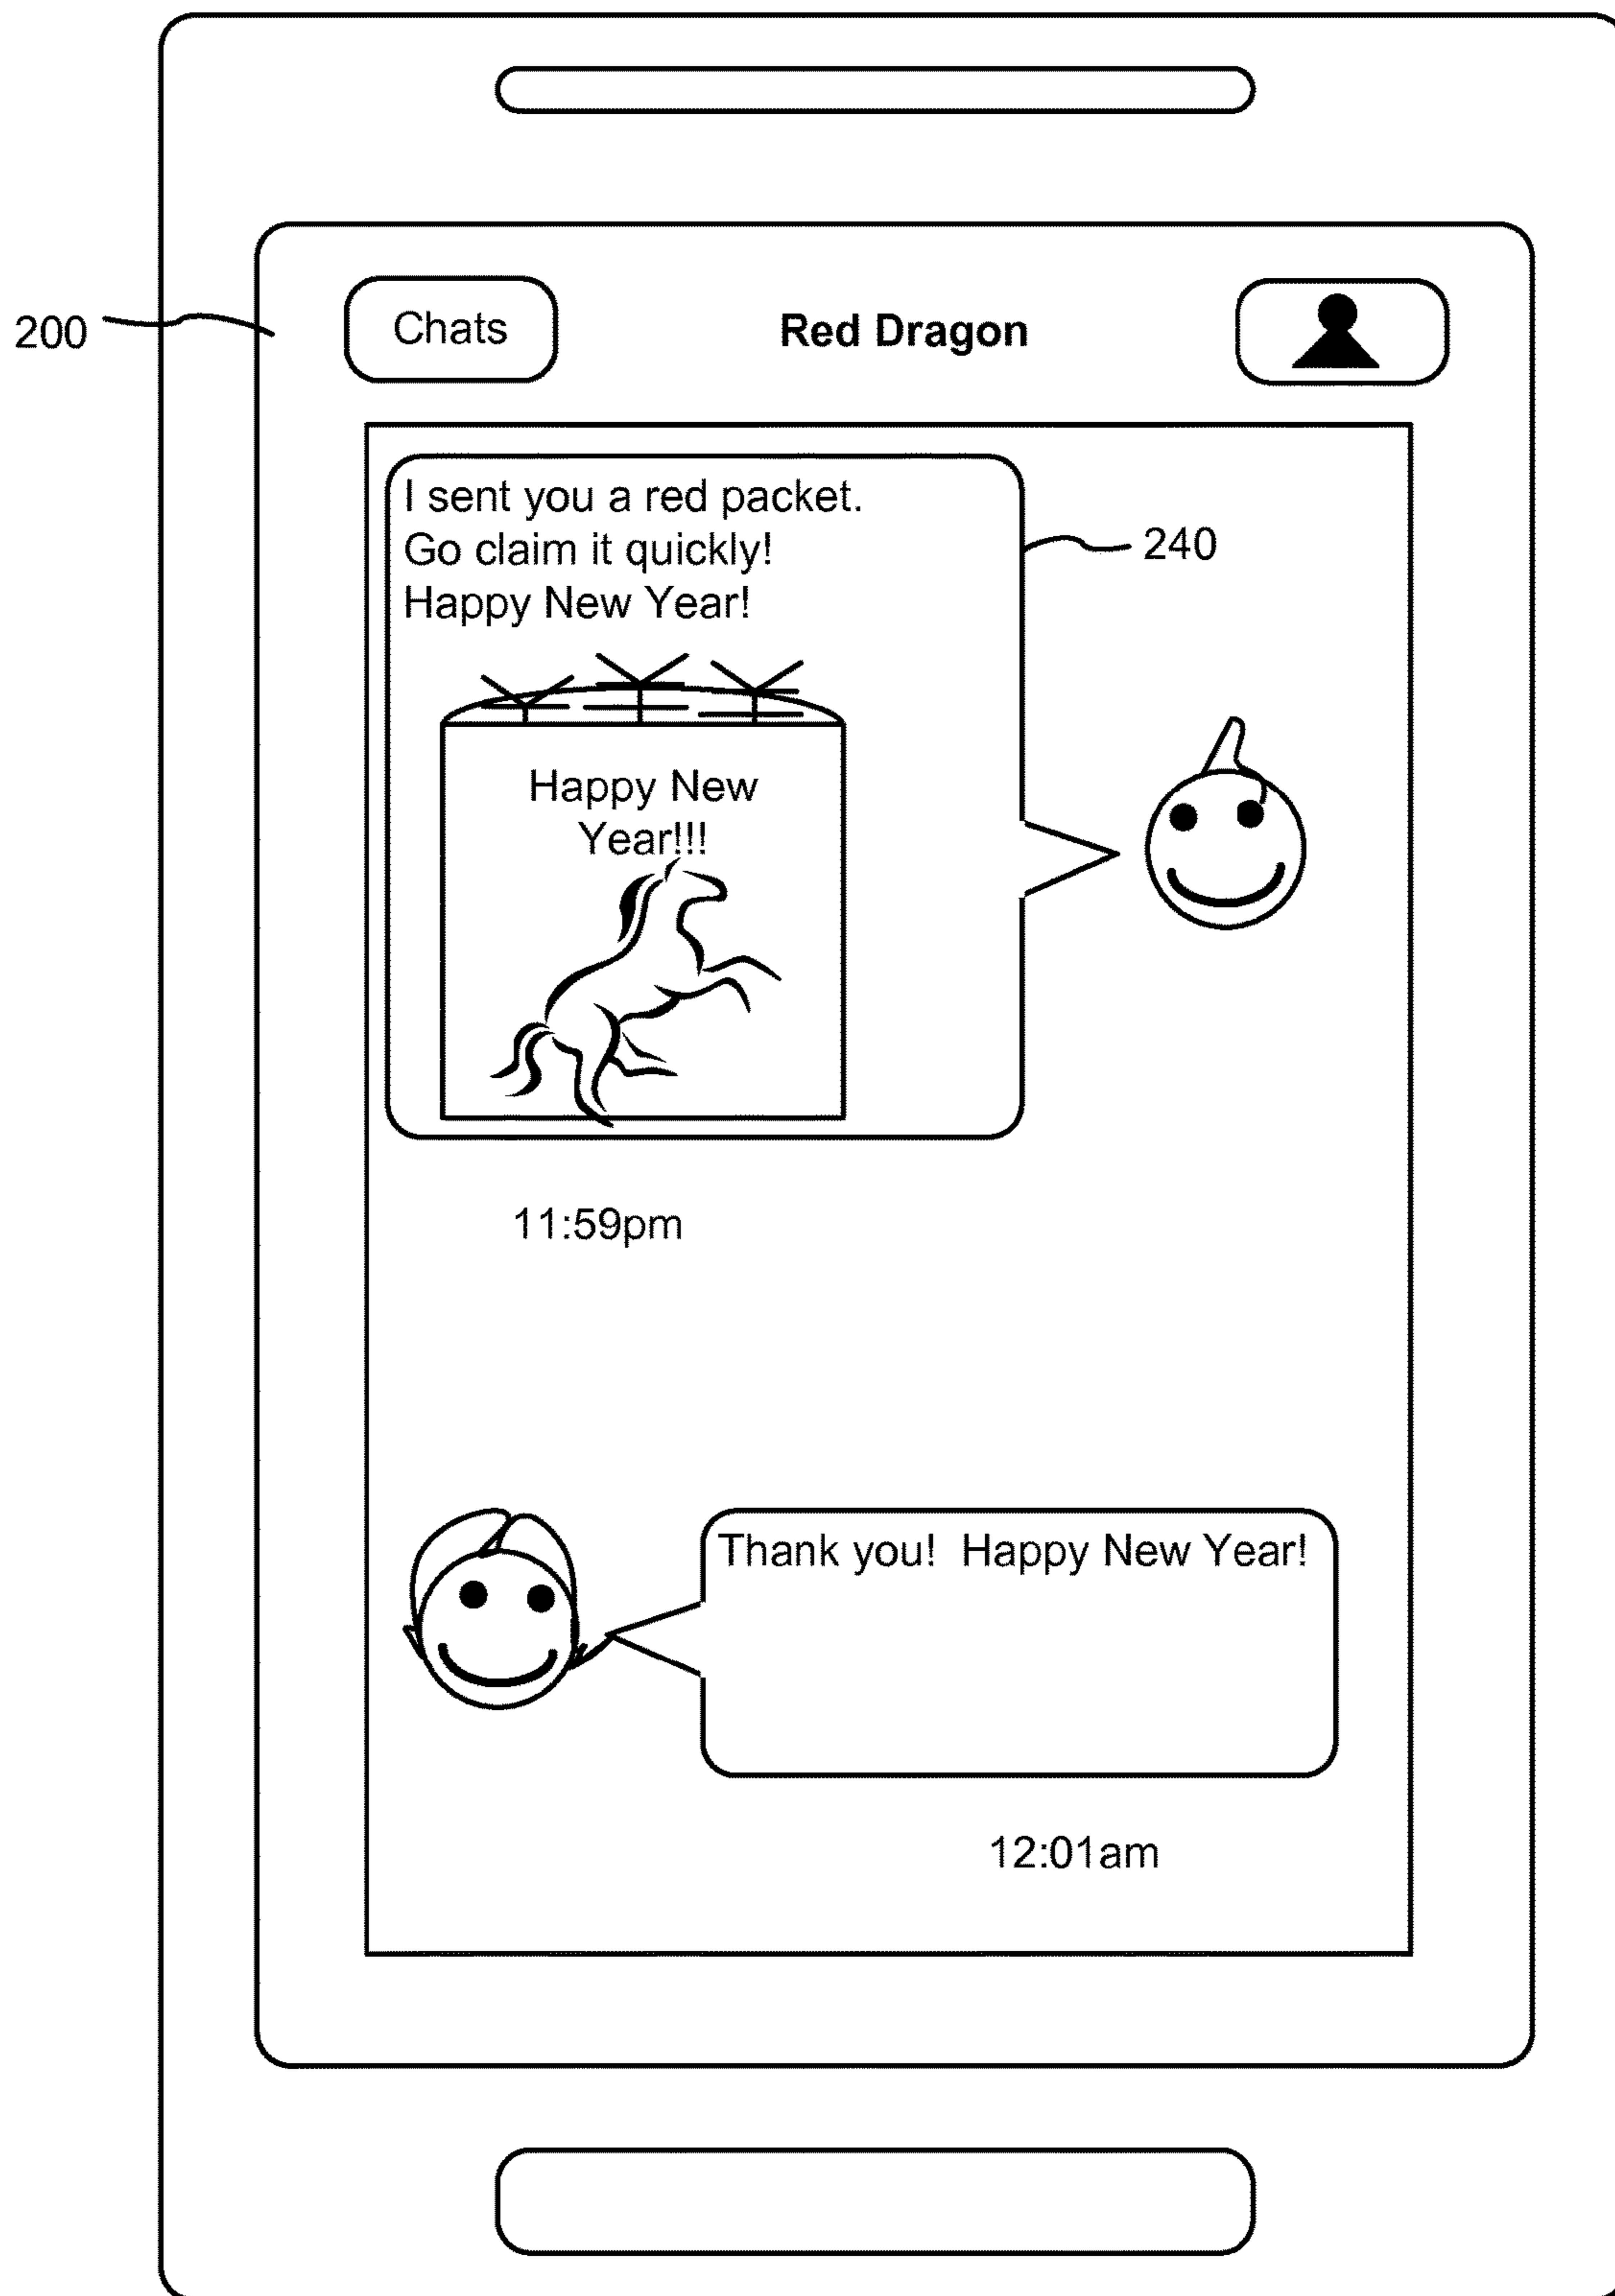 200
Chats
Red Dragon
I sent you a red packet.
Go claim it quickly!
Happy New Year!
240
Happy New
Year!!!
11:59pm
Thank you!  Happy New Year!
12:01am